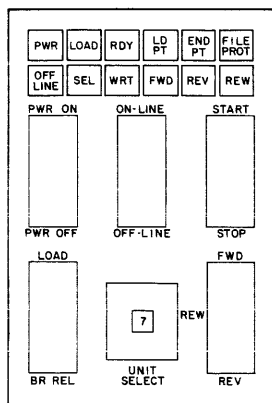 PWR LOAD RDY LD PT END PT FILE PROT
OFF LINE SEL WRT FWD REV REW
PWR ON ON-LINE START
PWR OFF OFF-LINE STOP
LOAD FWD
7 REW
BR REL UNIT SELECT REV